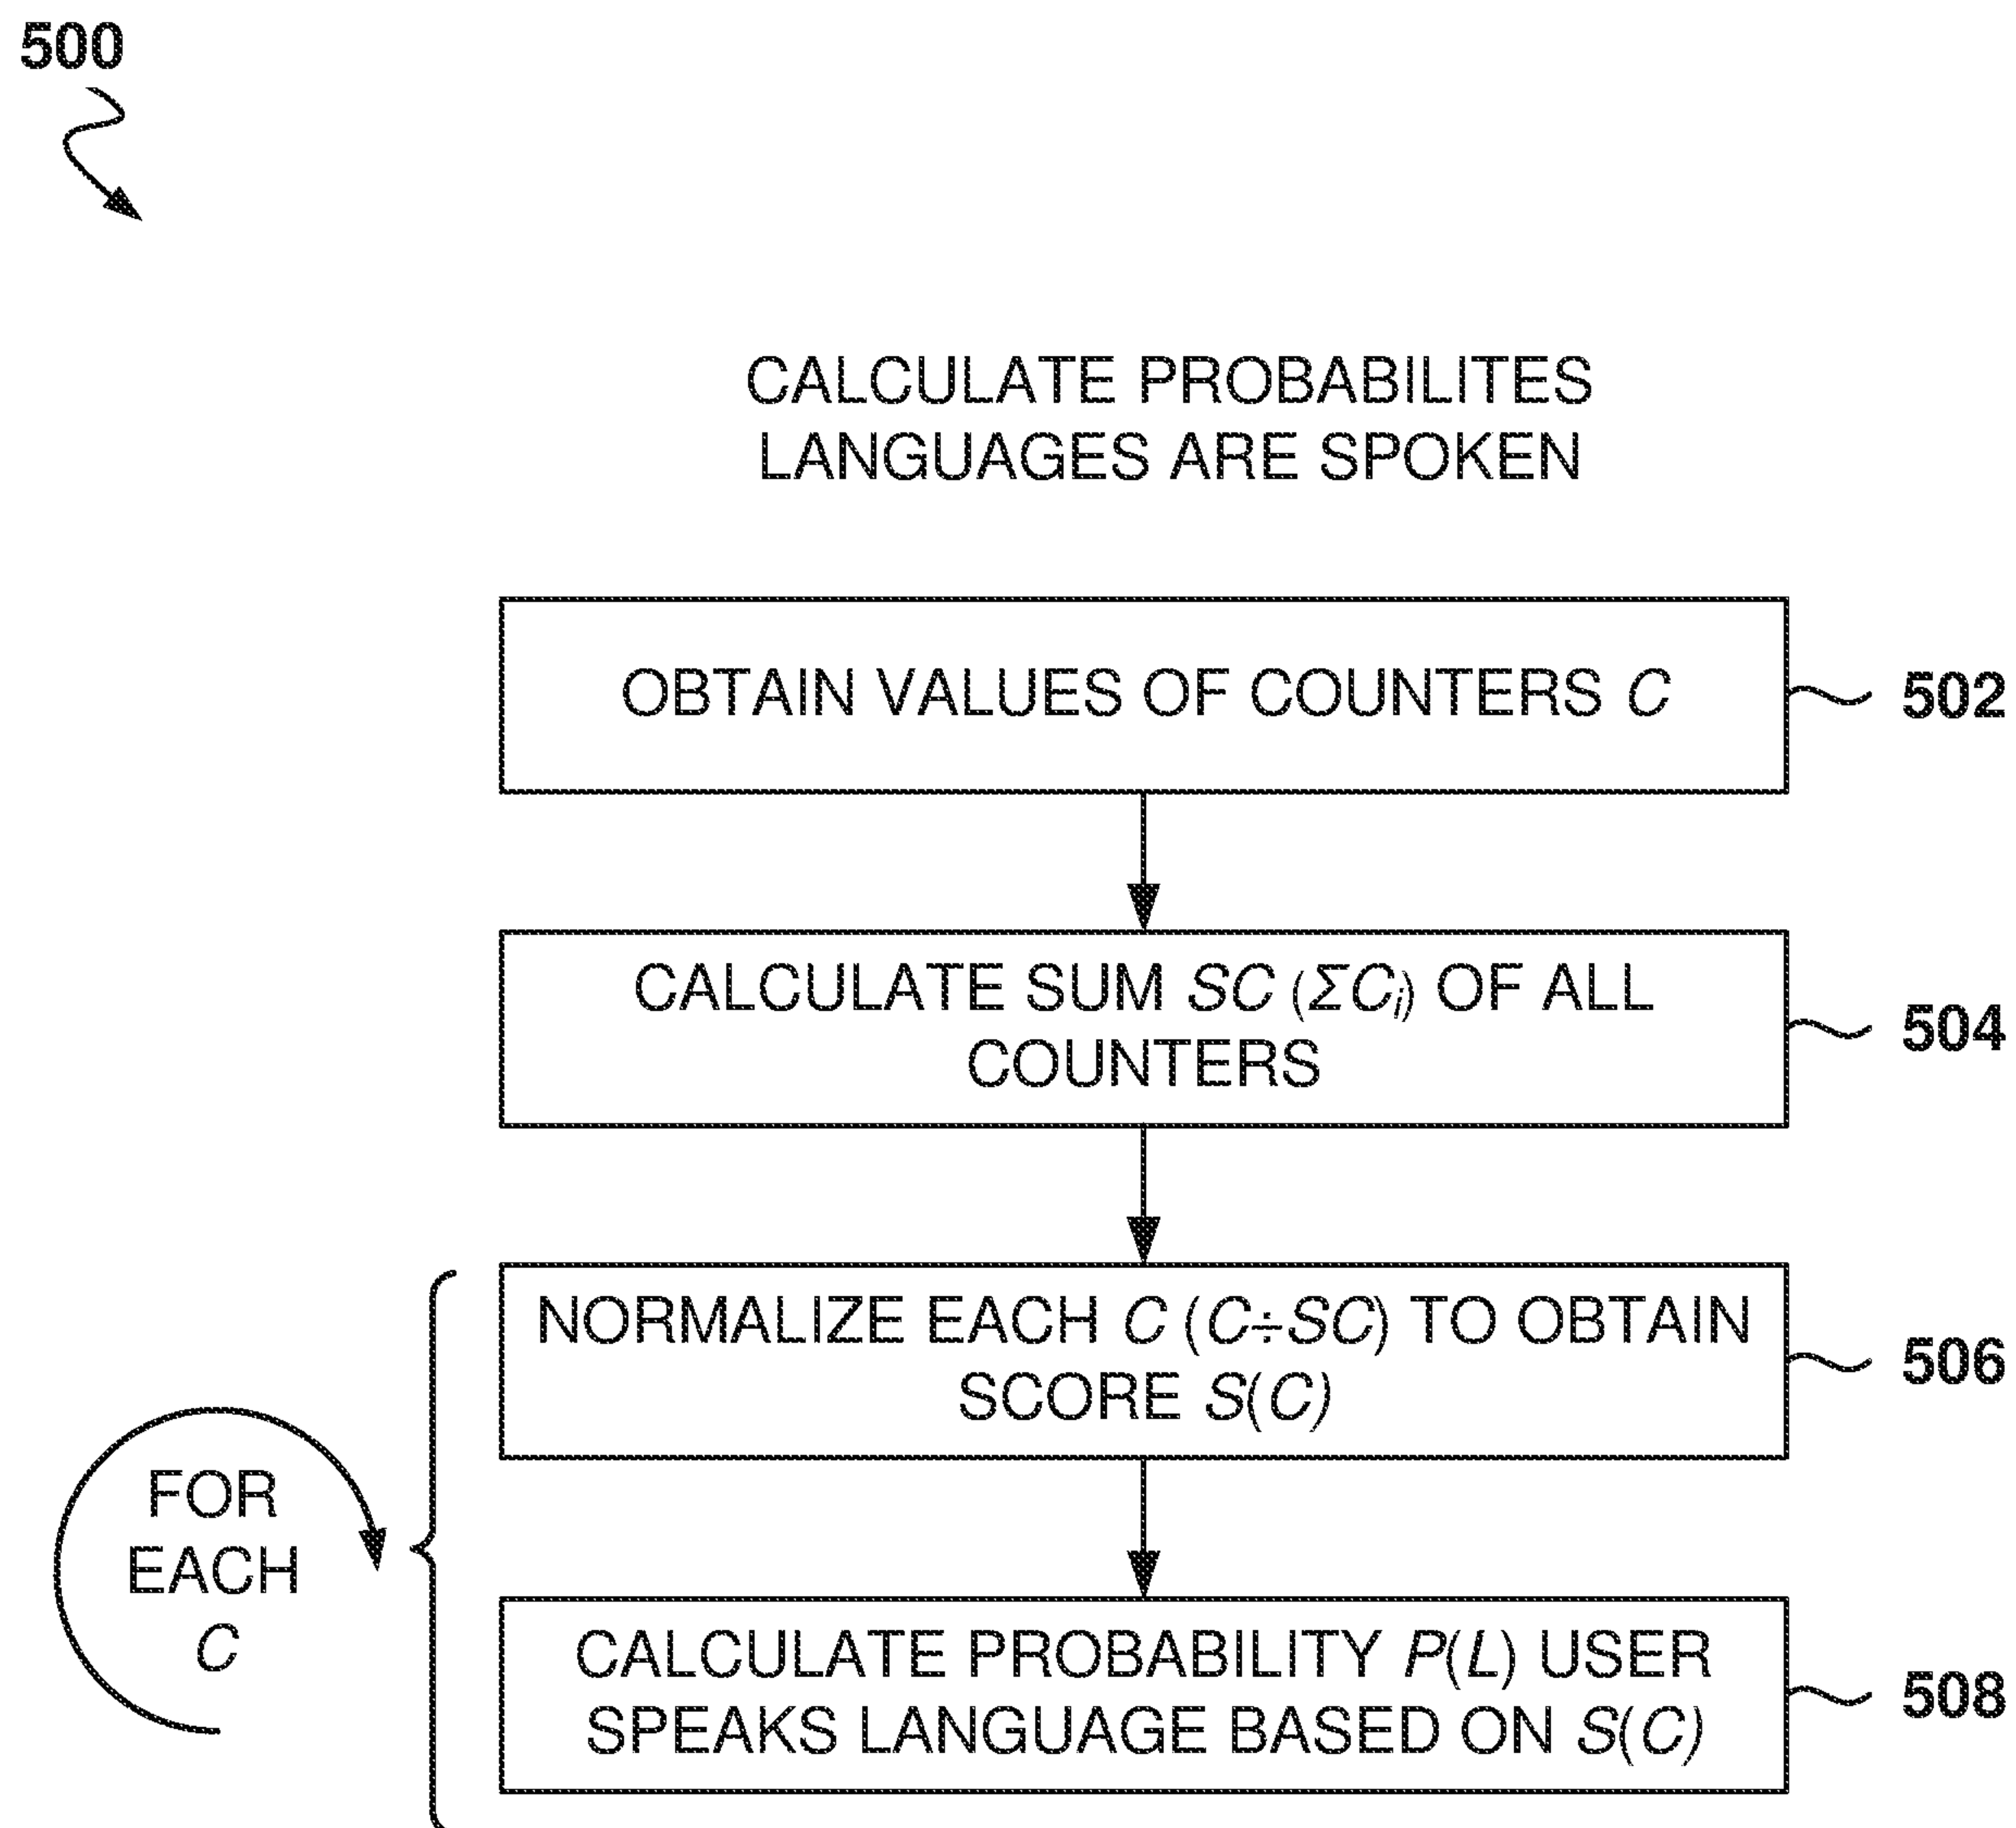 500
CALCULATE PROBABILITES
LANGUAGES ARE SPOKEN
OBTAIN VALUES OF COUNTERS C
502
CALCULATE SUM SC (ΣCi) OF ALL
COUNTERS
504
NORMALIZE EACH C (C÷SC) TO OBTAIN
SCORE S(C)
506
FOR
EACH
C
CALCULATE PROBABILITY P(L) USER
SPEAKS LANGUAGE BASED ON S(C)
508